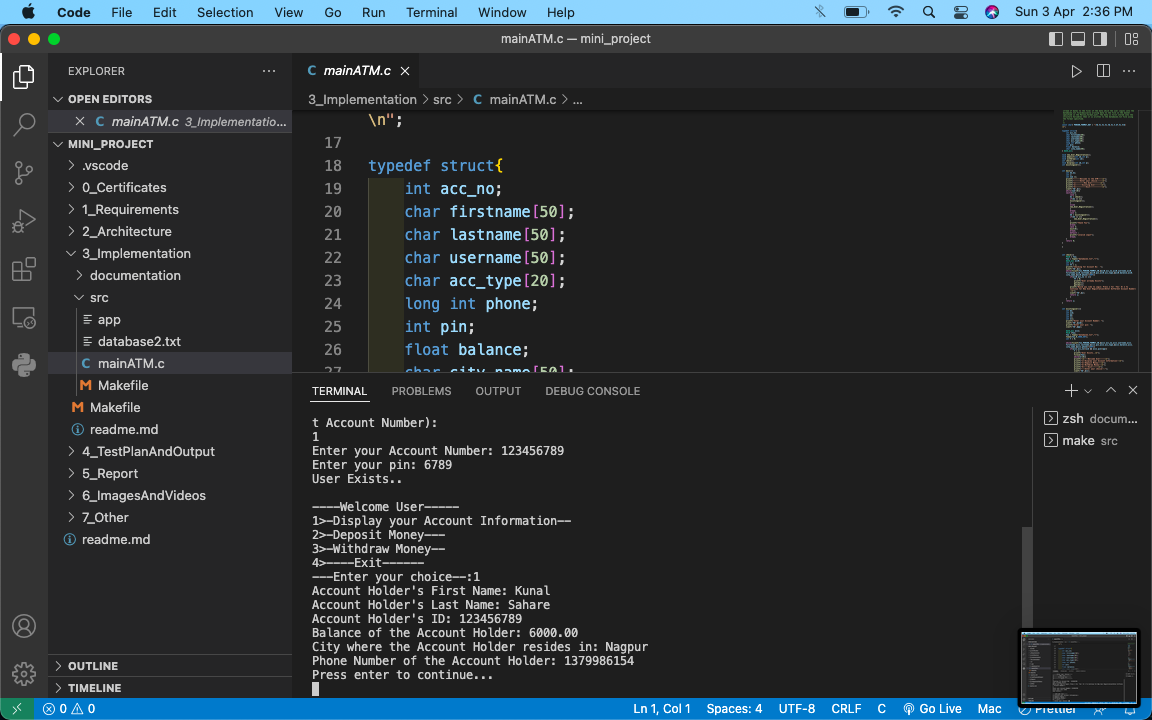 Code File Edit Selection View Go Run Terminal Window Help Sun 3 Apr 2:36 PM
mainATM.c — mini_project
EXPLORER
OPEN EDITORS
mainATM.c 3_Implementatio...
MINI_PROJECT
.vscode
0_Certificates
1_Requirements
2_Architecture
3_Implementation
documentation
src
app
database2.txt
C mainATM.c
M Makefile
M Makefile
readme.md
4_TestPlanAndOutput
5_Report
6_ImagesAndVideos
7_Other
readme.md
OUTLINE
TIMELINE
C mainATM.c
3_Implementation > src > C mainATM.c > ...
\n";
17
18 typedef struct{
19 int acc_no;
20 char firstname[50];
21 char lastname[50];
22 char username[50];
23 char acc_type[20];
24 long int phone;
25 int pin;
26 float balance;
27 char city_name[50];
TERMINAL PROBLEMS OUTPUT DEBUG CONSOLE
t Account Number):
1
Enter your Account Number: 123456789
Enter your pin: 6789
User Exists..
----Welcome User-----
1>-Display your Account Information--
2>-Deposit Money---
3>-Withdraw Money--
4>----Exit------
---Enter your choice--:1
Account Holder's First Name: Kunal
Account Holder's Last Name: Sahare
Account Holder's ID: 123456789
Balance of the Account Holder: 6000.00
City where the Account Holder resides in: Nagpur
Phone Number of the Account Holder: 1379986154
Press enter to continue...
zsh docum...
make src
0 0 Ln 1, Col 1 Spaces: 4 UTF-8 CRLF C Go Live Mac Prettier